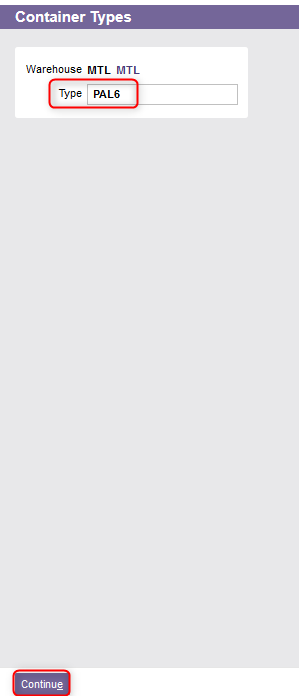 Container Types
Warehouse MTL MTL
Type PAL6
Continue